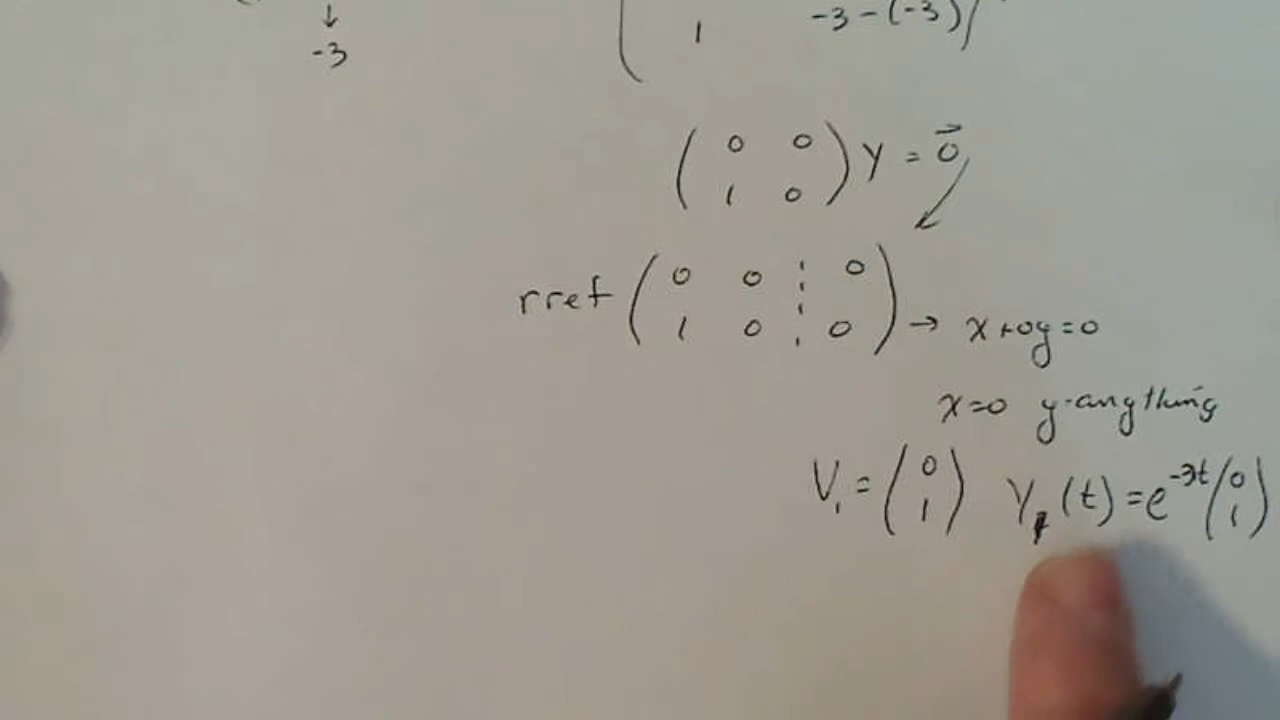 ↓
-3
1 -3-(-3)
( 0 0 ) Y = 0⃗
( 1 0 )
rref ( 0 0 ¦ 0 )
( 1 0 ¦ 0 ) → x+0y=0
x=0 y-anything
V₁ = ( 0 ) Y₁(t) = e^-3t ( 0 )
( 1 ) ( 1 )